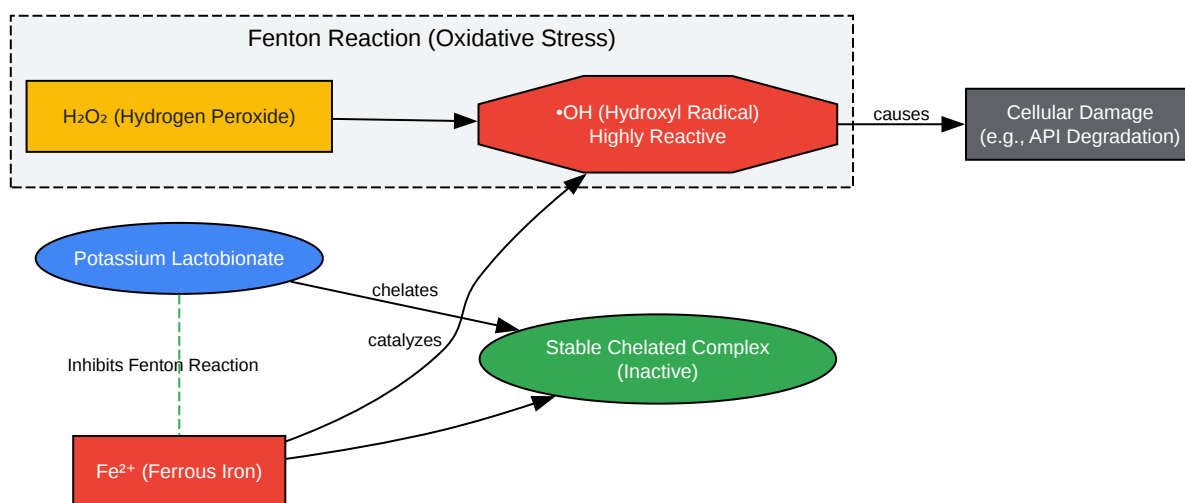 Fenton Reaction (Oxidative Stress)
H₂O₂ (Hydrogen Peroxide)
•OH (Hydroxyl Radical)
Highly Reactive
causes
Cellular Damage
(e.g., API Degradation)
Potassium Lactobionate
chelates
catalyzes
Stable Chelated Complex
(Inactive)
Inhibits Fenton Reaction
Fe²⁺ (Ferrous Iron)